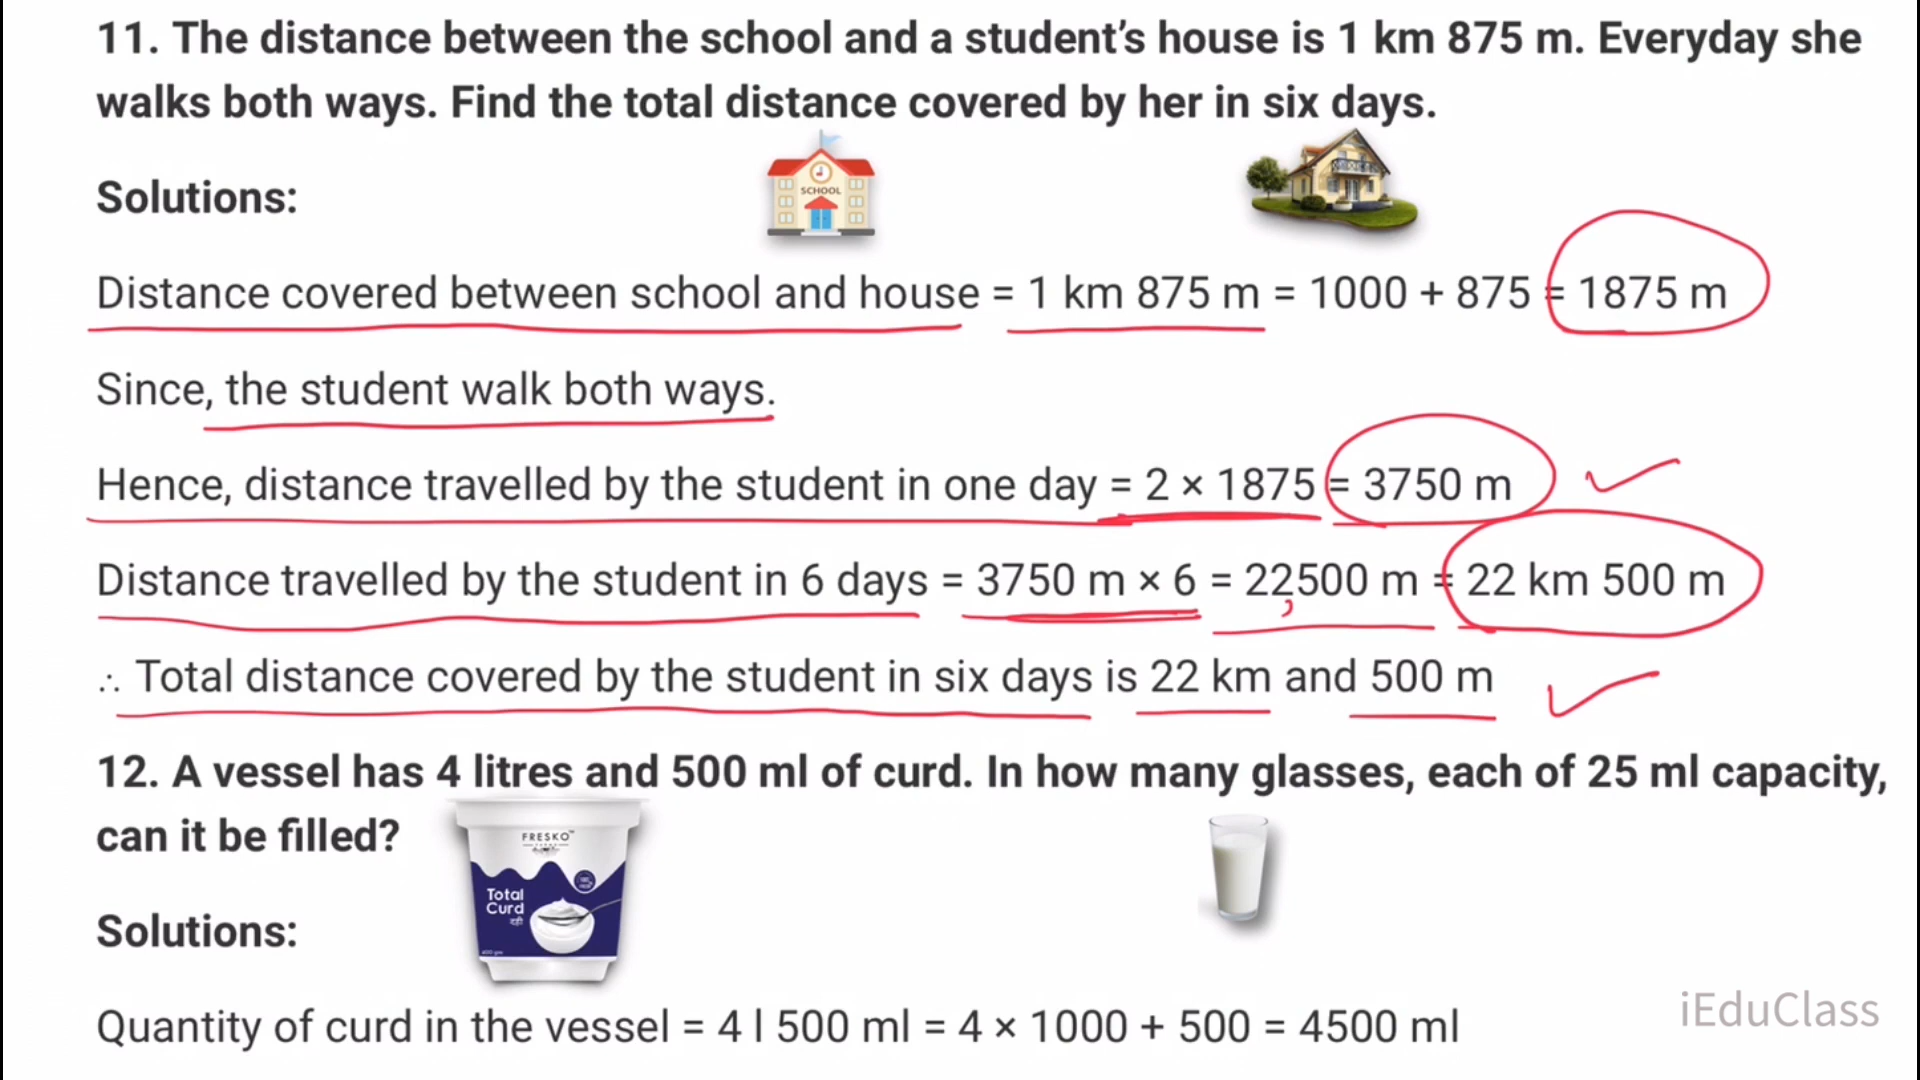 11. The distance between the school and a student’s house is 1 km 875 m. Everyday she
walks both ways. Find the total distance covered by her in six days.
SCHOOL
Solutions:
Distance covered between school and house = 1 km 875 m = 1000 + 875 = 1875 m
Since, the student walk both ways.
Hence, distance travelled by the student in one day = 2 × 1875 = 3750 m
Distance travelled by the student in 6 days = 3750 m × 6 = 22,500 m = 22 km 500 m
∴ Total distance covered by the student in six days is 22 km and 500 m
12. A vessel has 4 litres and 500 ml of curd. In how many glasses, each of 25 ml capacity,
can it be filled?
FRESKO
Total
Curd
दही
Solutions:
Quantity of curd in the vessel = 4 l 500 ml = 4 × 1000 + 500 = 4500 ml
iEduClass